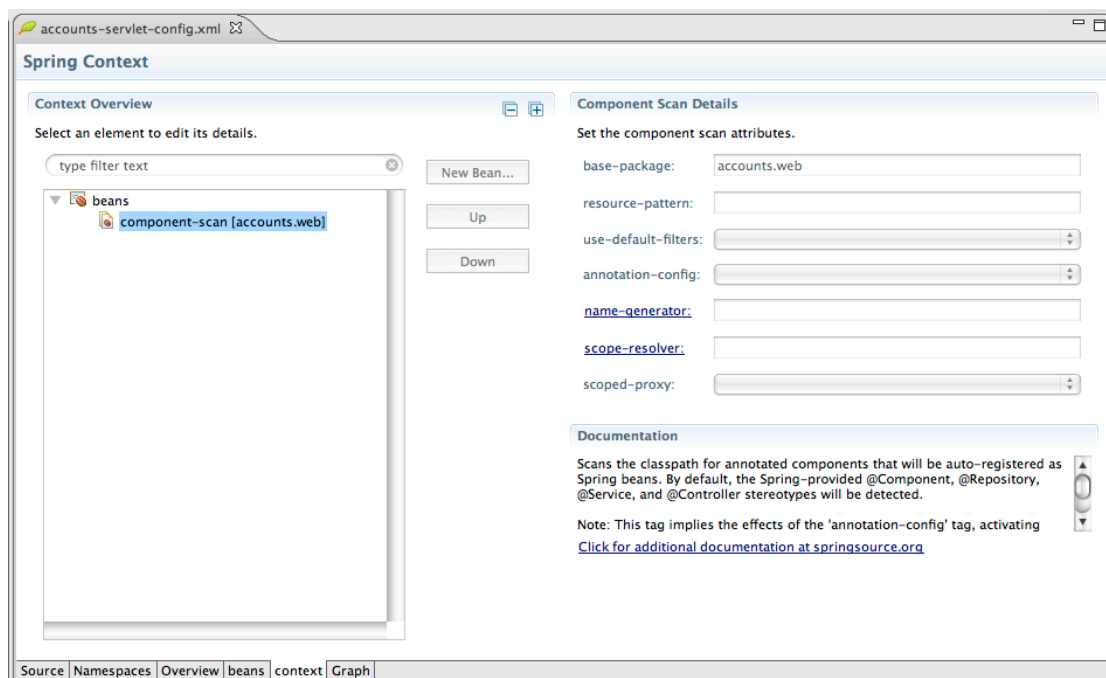 accounts-servlet-config.xml
Spring Context
Context Overview
Select an element to edit its details.
type filter text
beans
component-scan [accounts.web]
New Bean...
Up
Down
Component Scan Details
Set the component scan attributes.
base-package: accounts.web
resource-pattern:
use-default-filters:
annotation-config:
name-generator:
scope-resolver:
scoped-proxy:
Documentation
Scans the classpath for annotated components that will be auto-registered as
Spring beans. By default, the Spring-provided @Component, @Repository,
@Service, and @Controller stereotypes will be detected.
Note: This tag implies the effects of the 'annotation-config' tag, activating
Click for additional documentation at springsource.org
Source Namespaces Overview beans context Graph